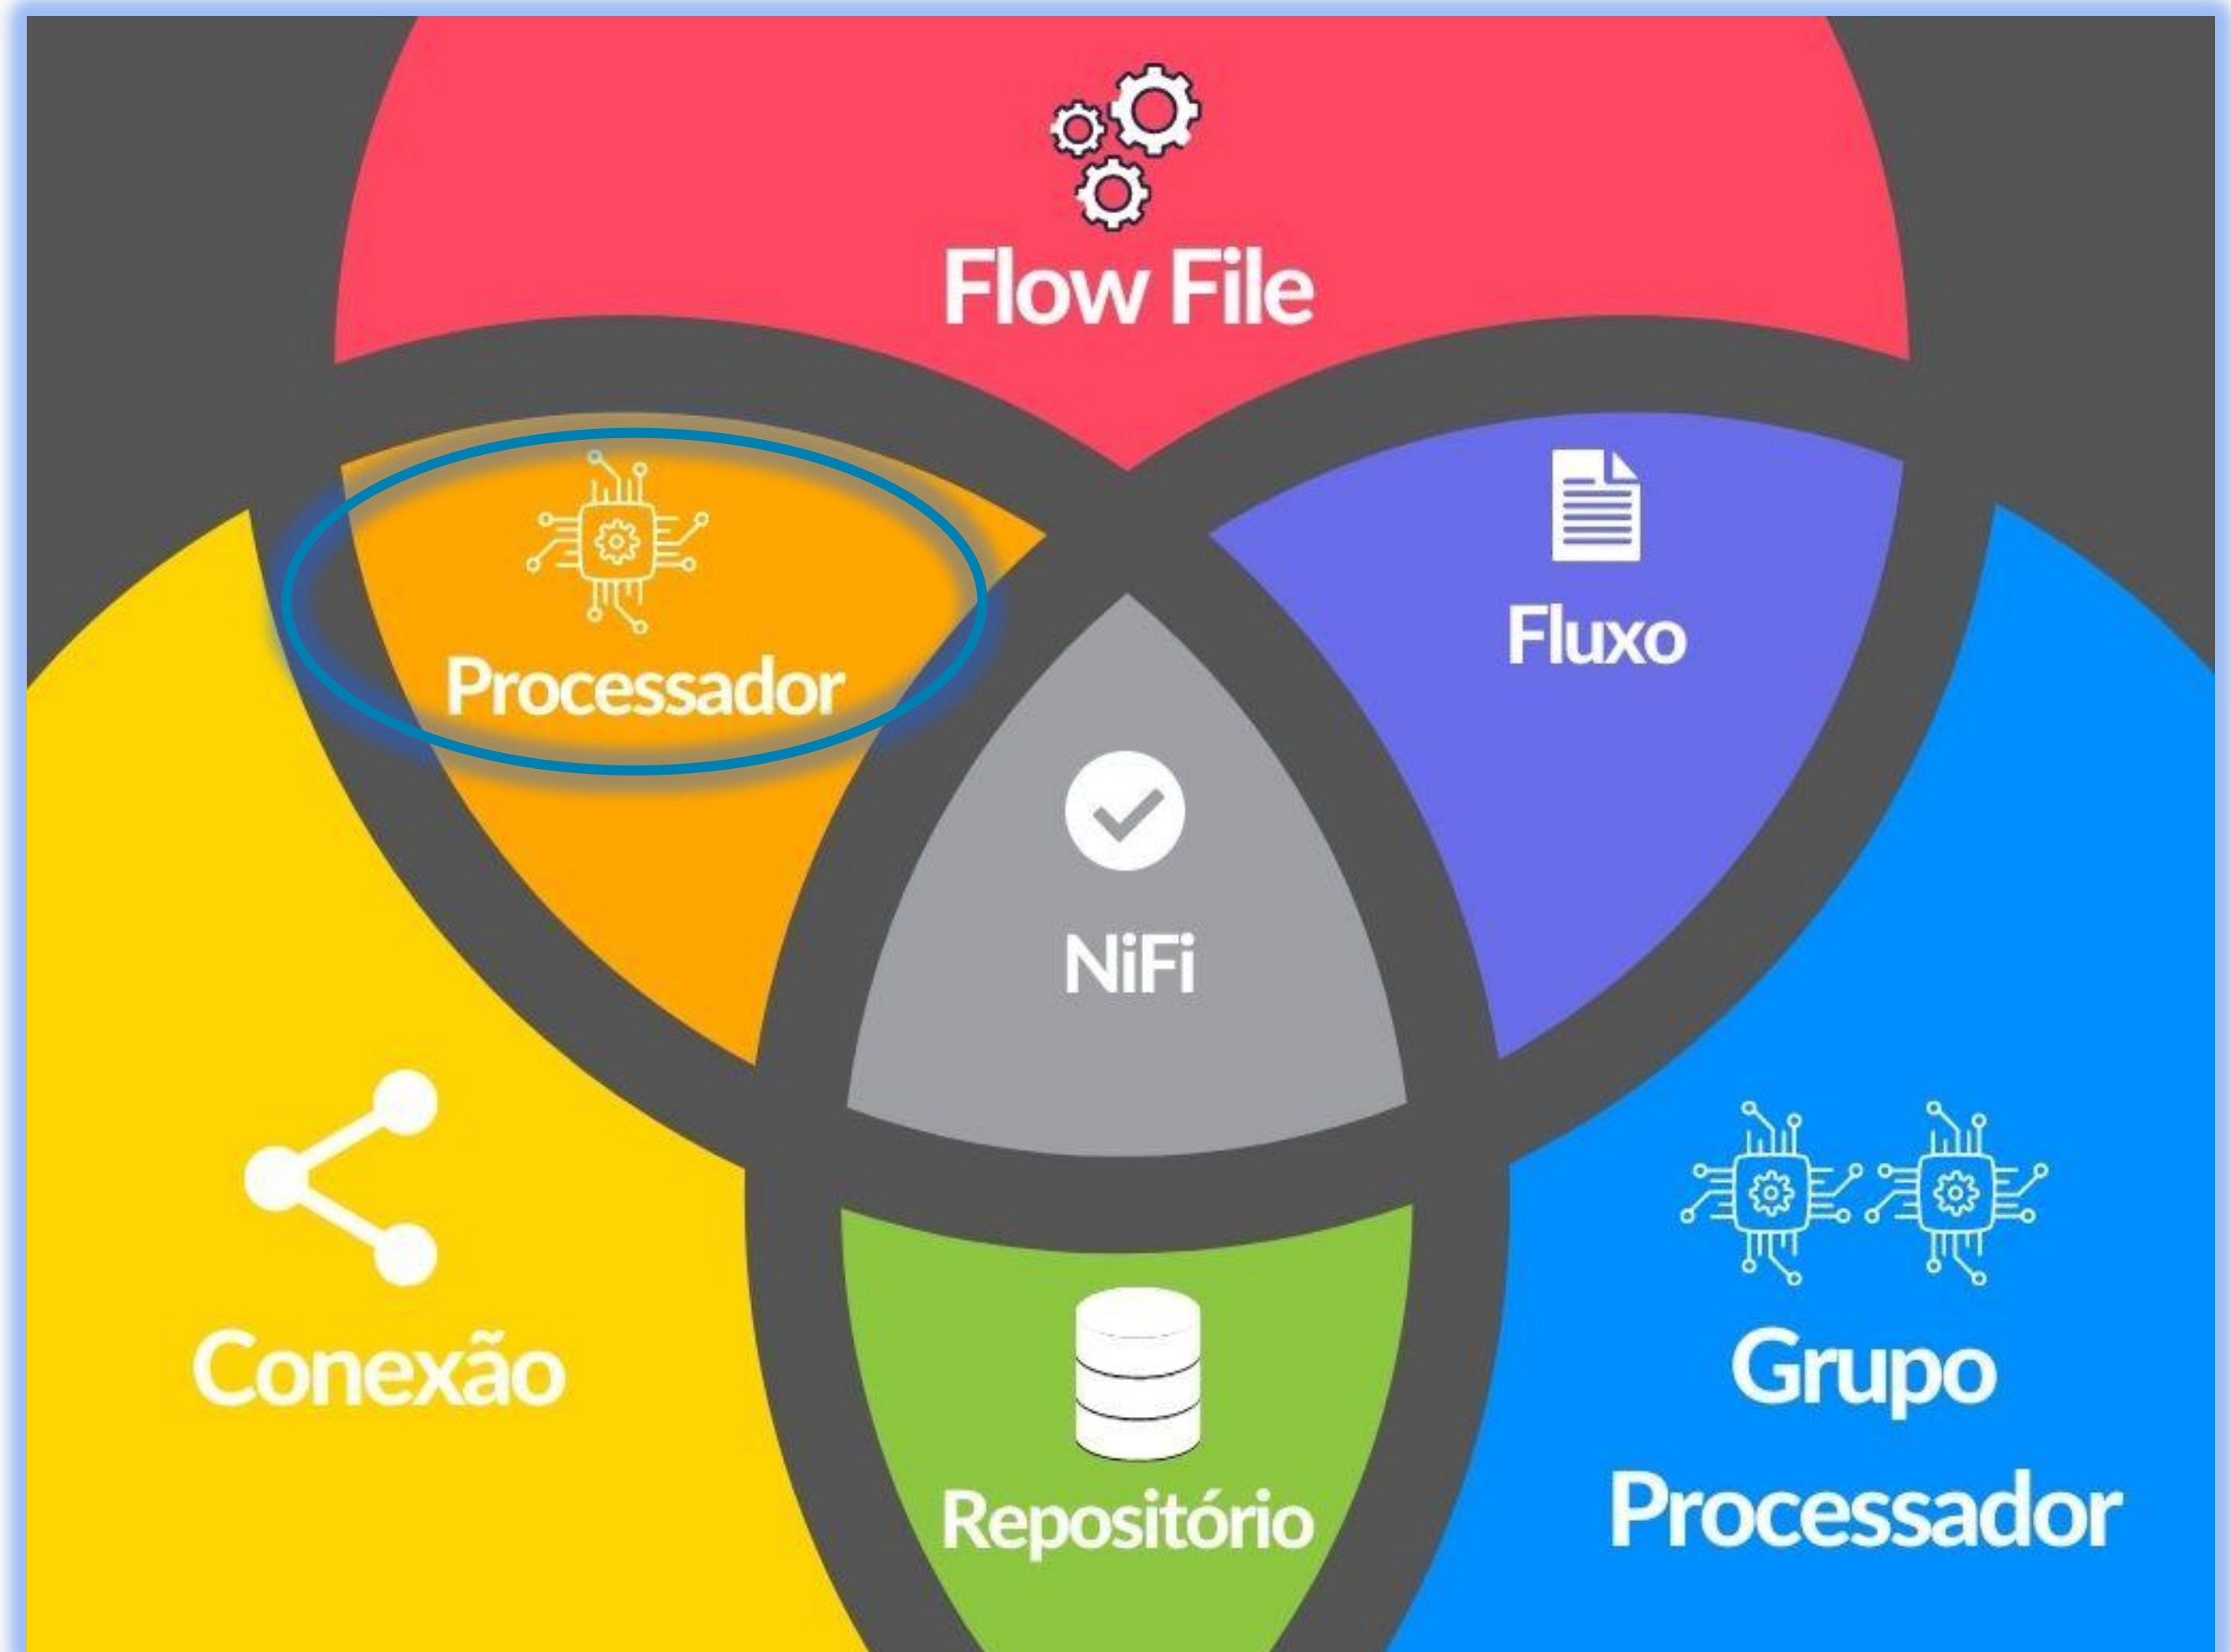 Flow File
Processador
Fluxo
NiFi
Conexão
Repositório
Grupo
Processador